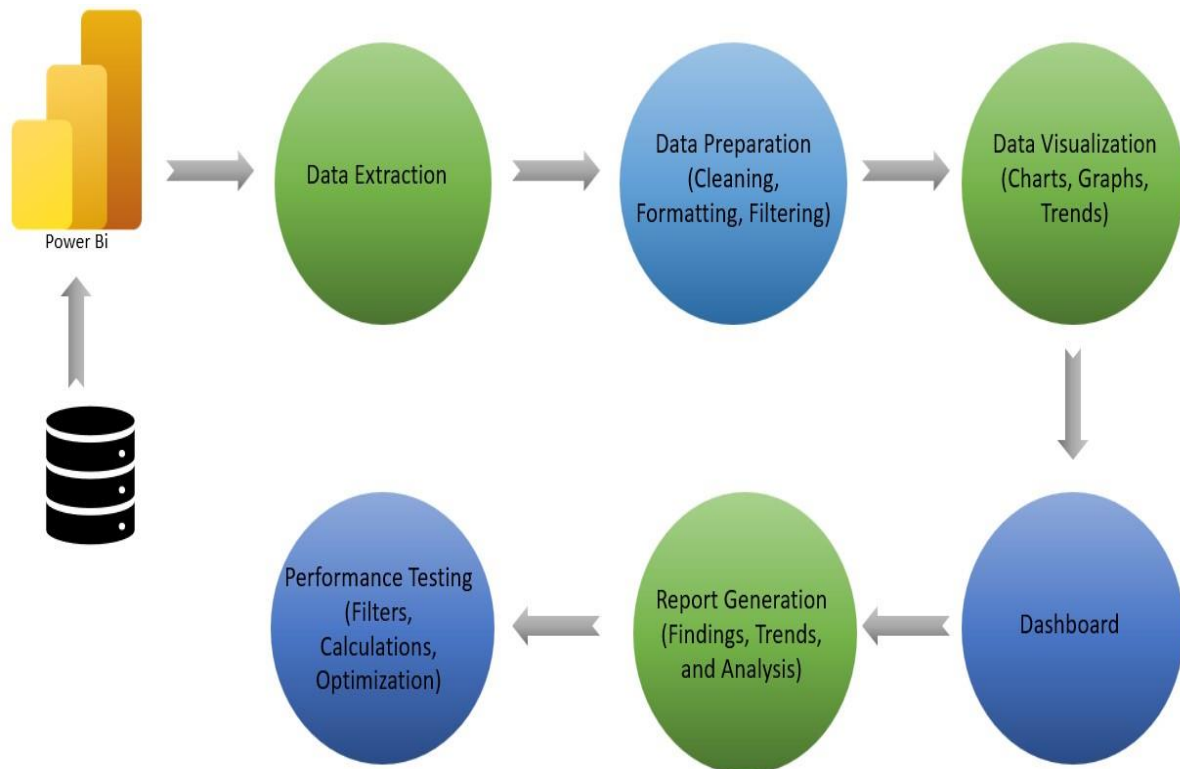 Power Bi
Data Extraction
Data Preparation
(Cleaning,
Formatting, Filtering)
Data Visualization
(Charts, Graphs,
Trends)
Performance Testing
(Filters,
Calculations,
Optimization)
Report Generation
(Findings, Trends,
and Analysis)
Dashboard